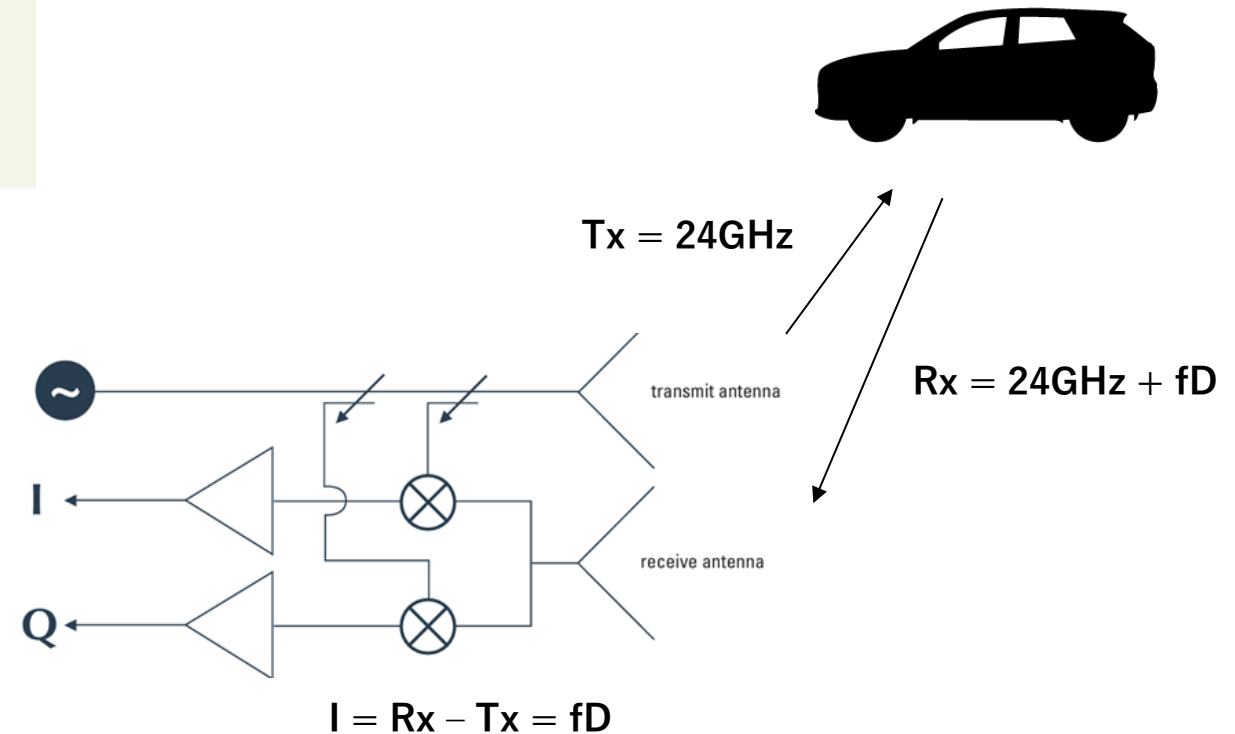 Tx = 24GHz
transmit antenna
Rx = 24GHz + fD
~
I
receive antenna
Q
I = Rx – Tx = fD